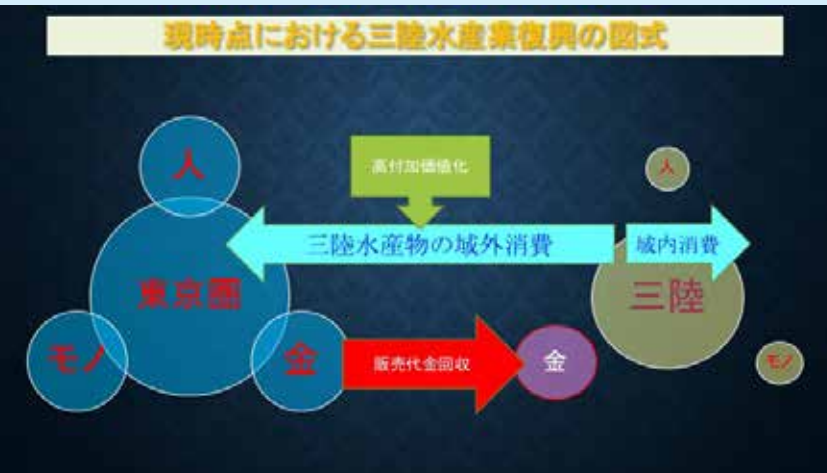 現時点における三陸水産業復興の図式
人
高付加価値化
人
三陸水産物の域外消費
域内消費
東京圏
三陸
モノ
金
販売代金回収
金
モノ